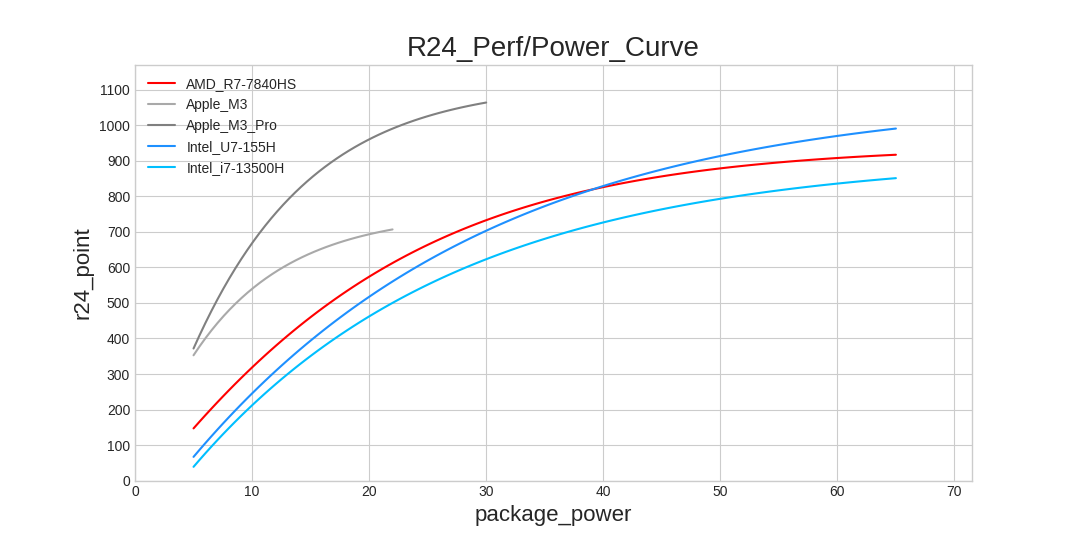 R24_Perf/Power_Curve
AMD_R7-7840HS
Apple_M3
Apple_M3_Pro
Intel_U7-155H
Intel_i7-13500H
1100
1000
900
800
700
600
500
400
300
200
100
0
r24_point
0 10 20 30 40 50 60 70
package_power